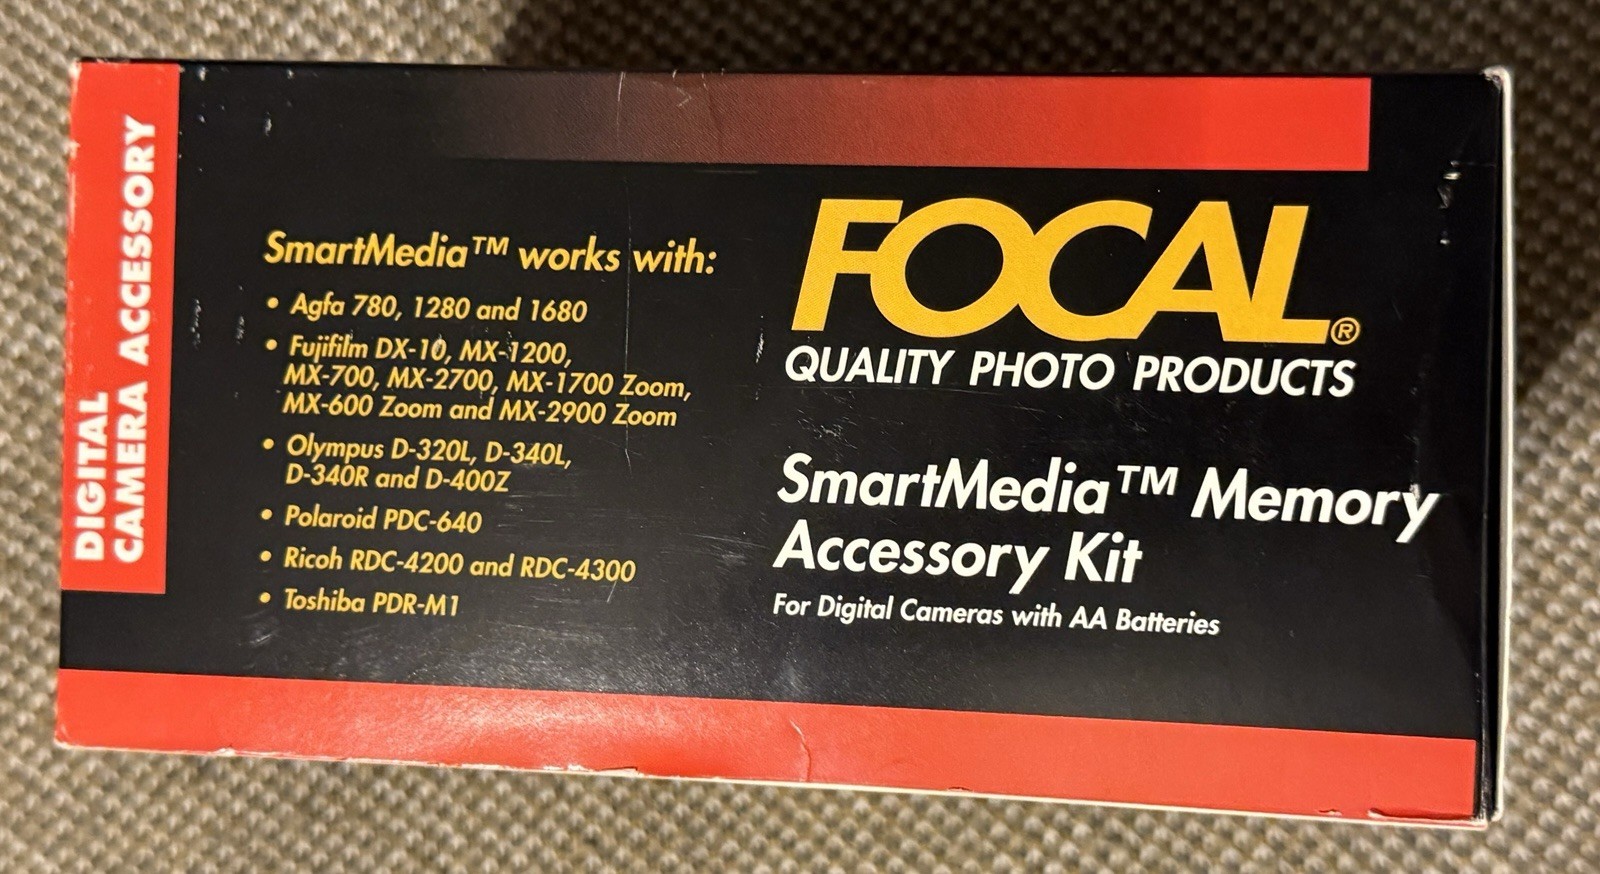 DIGITAL
CAMERA ACCESSORY
SmartMedia™ works with:
• Agfa 780, 1280 and 1680
• Fujifilm DX-10, MX-1200,
MX-700, MX-2700, MX-1700 Zoom,
MX-600 Zoom and MX-2900 Zoom
• Olympus D-320L, D-340L,
D-340R and D-400Z
• Polaroid PDC-640
• Ricoh RDC-4200 and RDC-4300
• Toshiba PDR-M1
FOCAL®
QUALITY PHOTO PRODUCTS
SmartMedia™ Memory
Accessory Kit
For Digital Cameras with AA Batteries